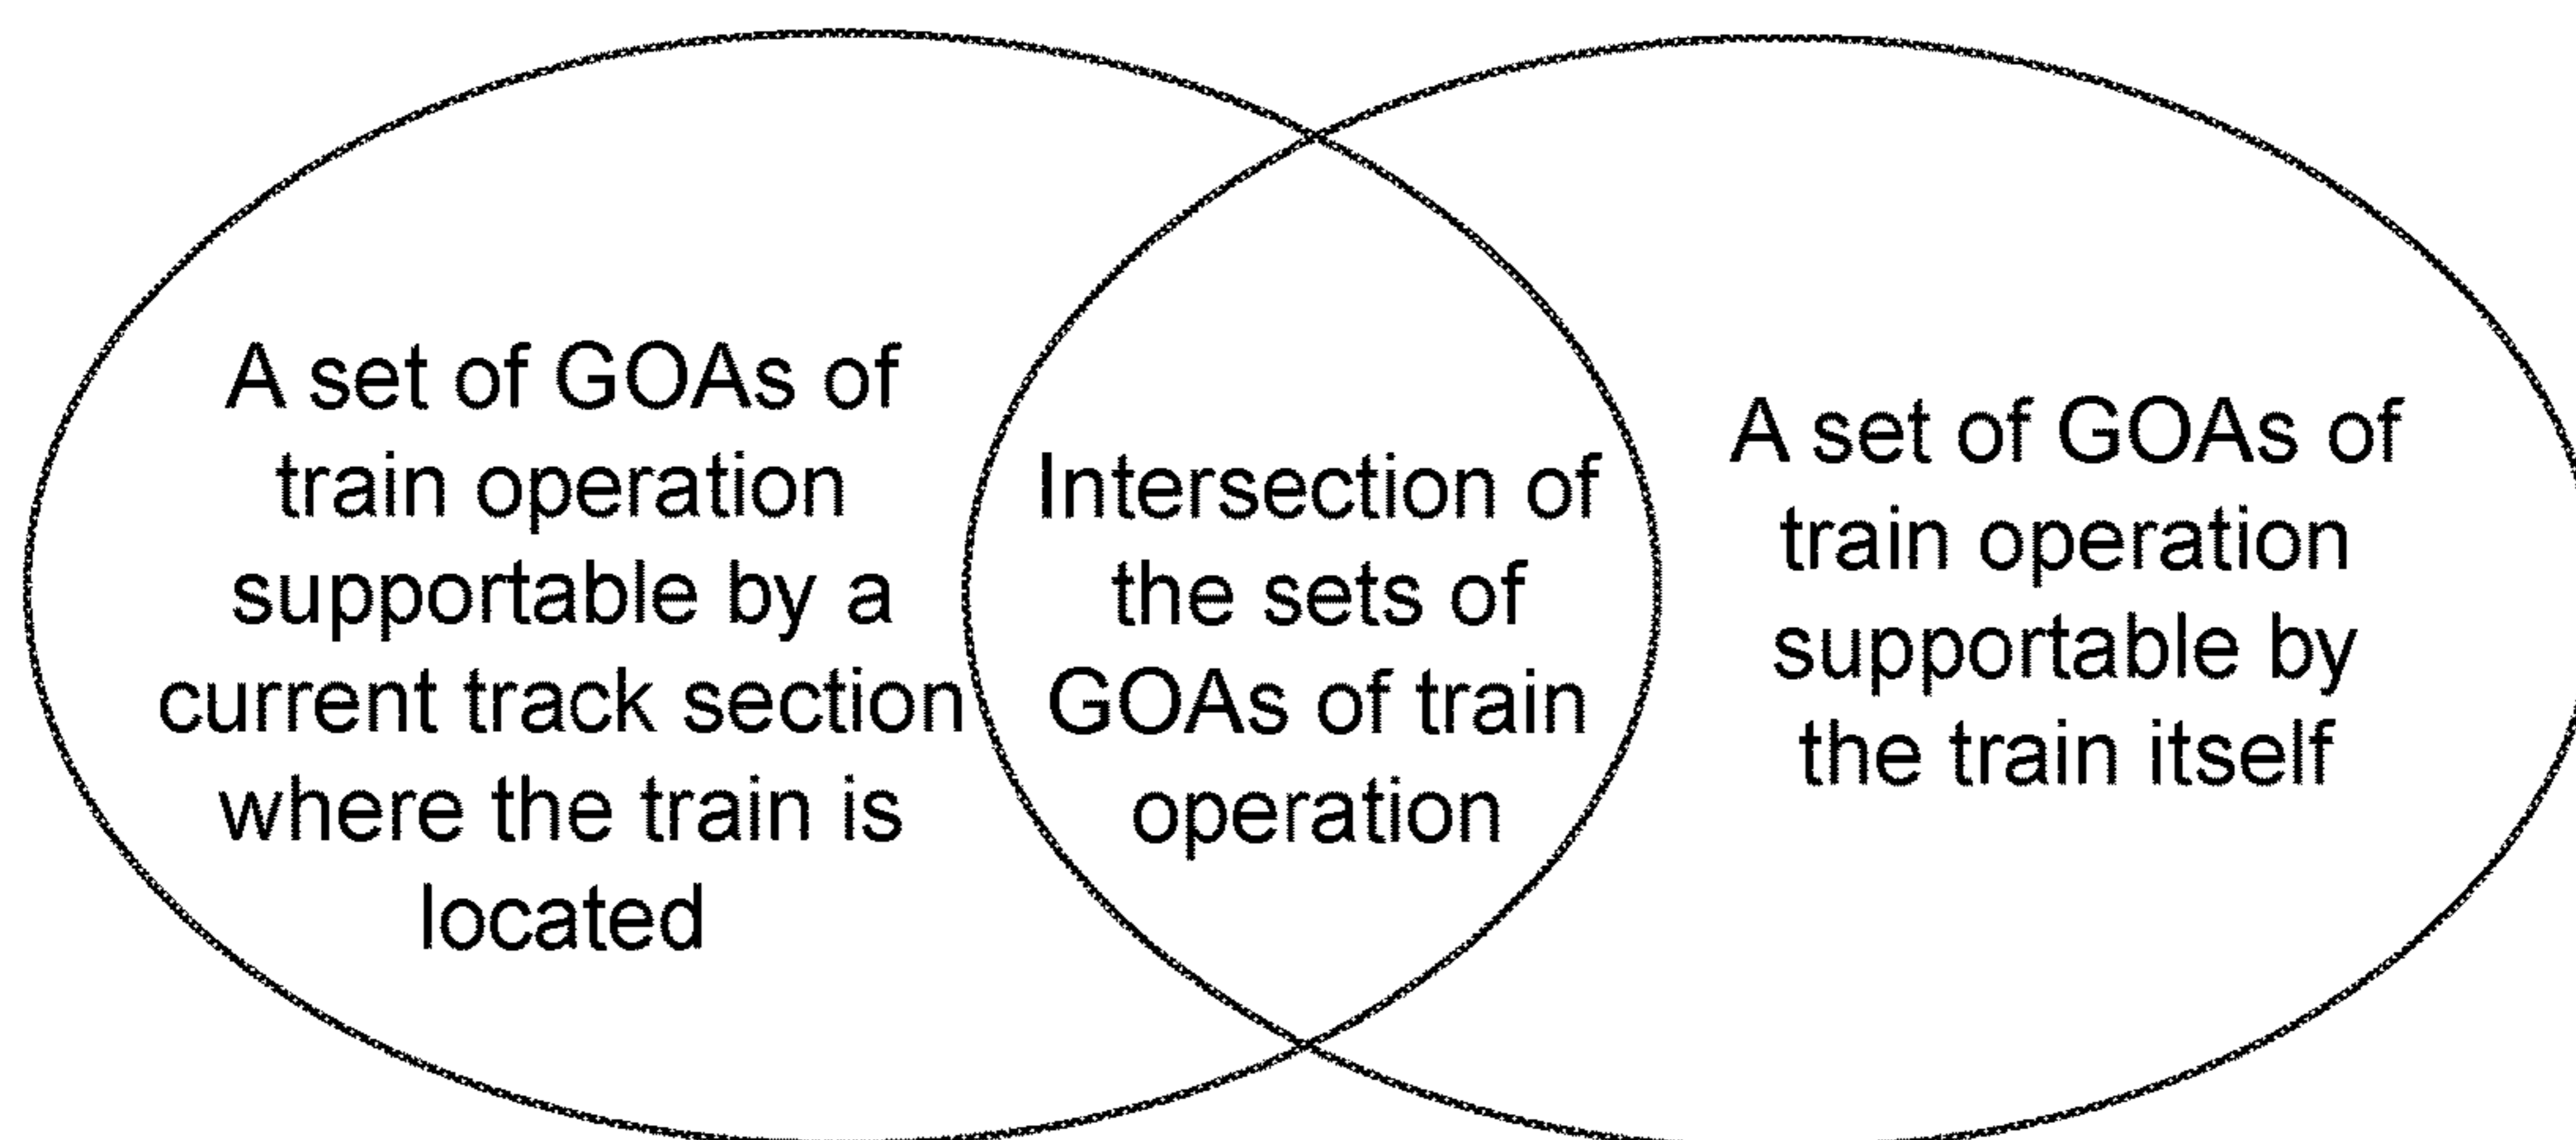 A set of GOAs of
train operation
supportable by a
current track section
where the train is
located
Intersection of
the sets of
GOAs of train
operation
A set of GOAs of
train operation
supportable by
the train itself